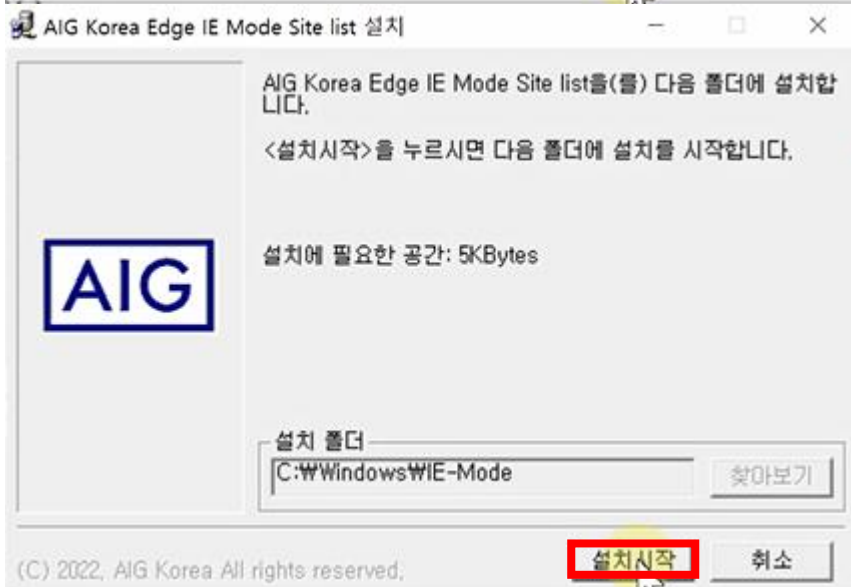 AIG Korea Edge IE Mode Site list 설치
AIG Korea Edge IE Mode Site list을(를) 다음 폴더에 설치합
니다.
<설치시작>을 누르시면 다음 폴더에 설치를 시작합니다.
AIG
설치에 필요한 공간: 5KBytes
설치 폴더
C:₩Windows₩IE-Mode
찾아보기
설치시작
취소
(C) 2022, AIG Korea All rights reserved.